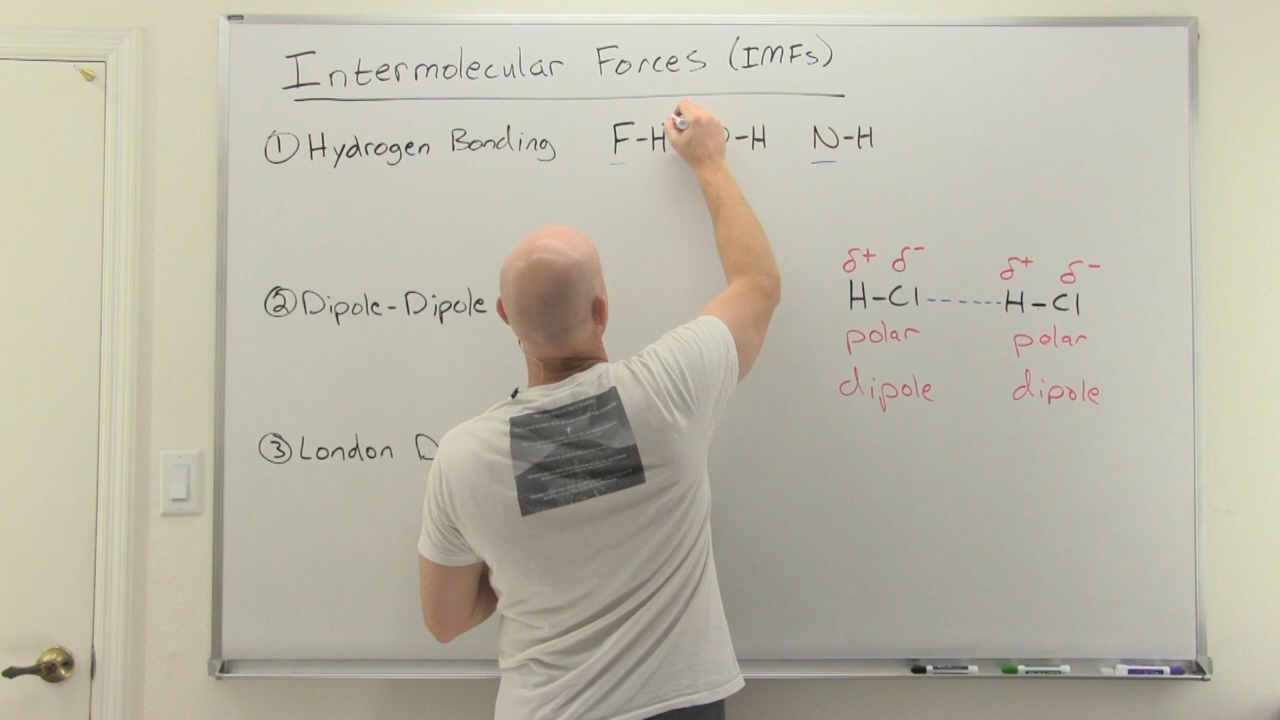 Intermolecular Forces (IMFs)
① Hydrogen Bonding F-H -H N-H
δ+ δ- δ+ δ-
② Dipole-Dipole H-Cl------H-Cl
polar polar
dipole dipole
③ London